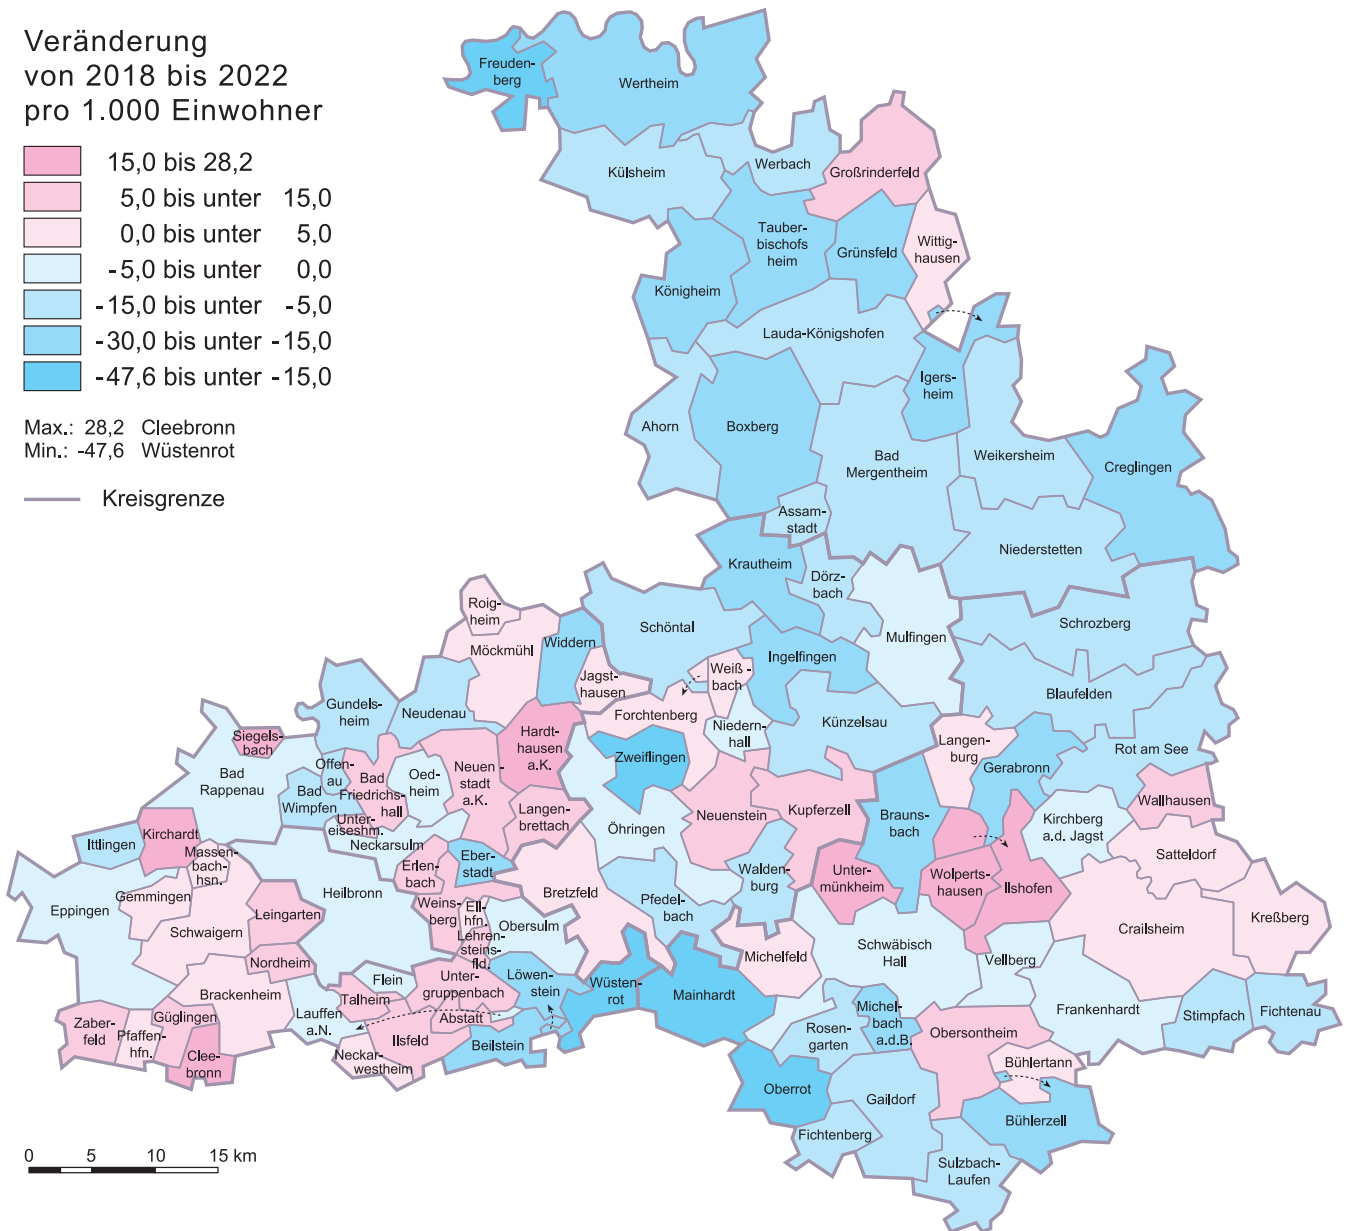 Veränderung
von 2018 bis 2022
pro 1.000 Einwohner
15,0 bis 28,2
5,0 bis unter 15,0
0,0 bis unter 5,0
-5,0 bis unter 0,0
-15,0 bis unter -5,0
-30,0 bis unter -15,0
-47,6 bis unter -15,0
Max.: 28,2 Cleebronn
Min.: -47,6 Wüstenrot
Kreisgrenze
Freuden-
berg
Wertheim
Külsheim
Werbach
Großrinderfeld
Tauber-
bischofs
heim
Grünsfeld
Wittig-
hausen
Königheim
Lauda-Königshofen
Igers-
heim
Ahorn
Boxberg
Bad
Mergentheim
Weikersheim
Creglingen
Assam-
stadt
Niederstetten
Krautheim
Dörz-
bach
Mulfingen
Schrozberg
Roig-
heim
Möckmühl
Widdern
Schöntal
Jagst-
hausen
Weiß -
bach
Ingelfingen
Blaufelden
Gundels-
heim
Neudenau
Forchtenberg
Niedern-
hall
Künzelsau
Langen-
burg
Rot am See
Siegels-
bach
Hardt-
hausen
a.K.
Zweiflingen
Gerabronn
Bad
Rappenau
Offen-
au
Bad
Friedrichs-
hall
Oed-
heim
Neuen -
stadt
a.K.
Bad
Wimpfen
Langen-
brettach
Neuenstein
Kupferzell
Brauns-
bach
Kirchberg
a.d. Jagst
Wallhausen
Unter-
eiseshm.
Neckarsulm
Öhringen
Ittlingen
Kirchardt
Massen-
bach-
hsn.
Erlen-
bach
Eber-
stadt
Walden-
burg
Unter-
münkheim
Wolperts-
hausen
Ilshofen
Satteldorf
Gemmingen
Heilbronn
Bretzfeld
Pfedel-
bach
Eppingen
Leingarten
Weins-
berg
Ell-
hfn.
Obersulm
Crailsheim
Kreßberg
Schwaigern
Lehren-
steins-
fld.
Michelfeld
Schwäbisch
Hall
Vellberg
Nordheim
Flein
Unter-
gruppenbach
Löwen-
stein
Wüsten-
rot
Mainhardt
Brackenheim
Talheim
Lauffen
a.N.
Abstatt
Michel-
bach
a.d.B.
Frankenhardt
Stimpfach
Fichtenau
Zaber-
feld
Pfaffen-
hfn.
Güglingen
Ilsfeld
Beilstein
Rosen-
garten
Obersontheim
Clee-
bronn
Neckar-
westheim
Bühlertann
Oberrot
Gaildorf
Bühlerzell
Fichtenberg
Sulzbach-
Laufen
0 5 10 15 km